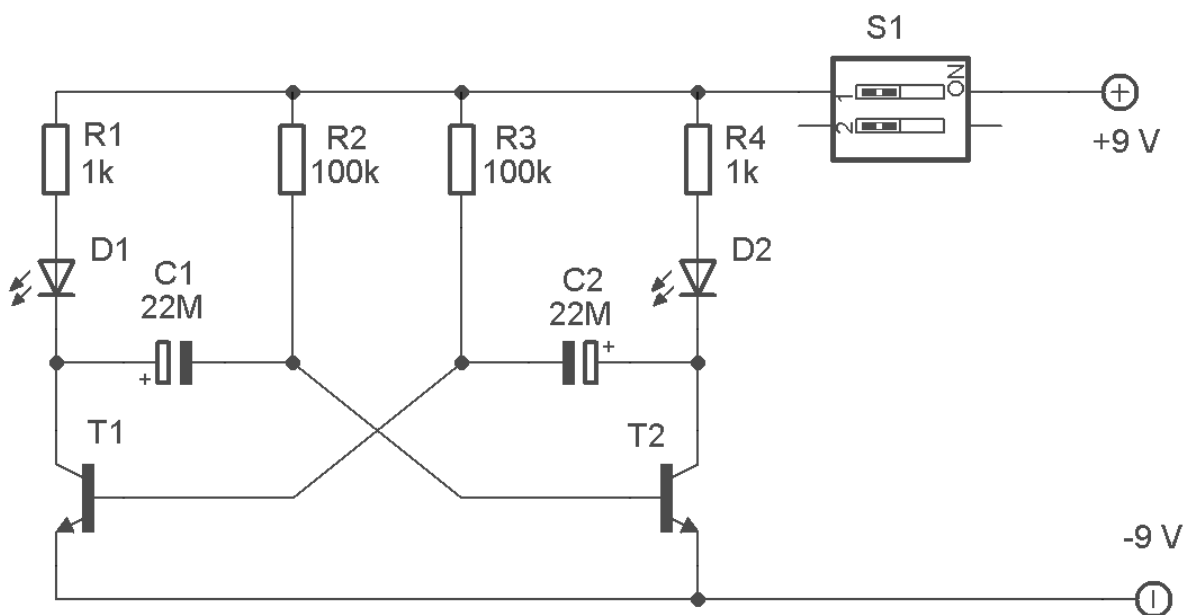 S1
ON
1
2
+
+9 V
R1
1k
R2
100k
R3
100k
R4
1k
D1
C1
22M
+
C2
22M
+
D2
T1
T2
-9 V